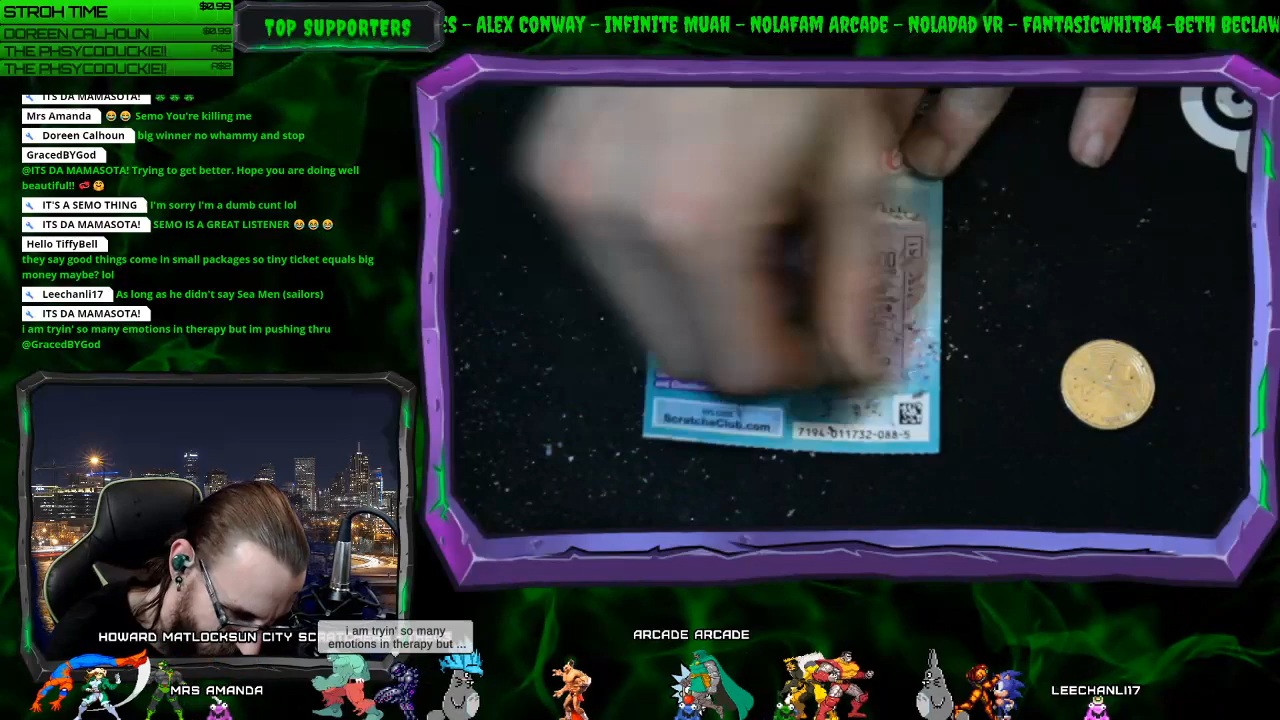 STROH TIME $0.99
DOREEN CALHOUN $0.99
THE PHSYCODUCKIE!! A$2
THE PHSYCODUCKIE!! A$2
TOP SUPPORTERS
ES - ALEX CONWAY - INFINITE MUAH - NOLAFAM ARCADE - NOLADAD VR - FANTASICWHIT84 -BETH BECLAW
ITS DA MAMASOTA!
Mrs Amanda 😂 😂 Semo You're killing me
Doreen Calhoun big winner no whammy and stop
GracedBYGod
@ITS DA MAMASOTA! Trying to get better. Hope you are doing well
beautiful!!
IT'S A SEMO THING I'm sorry I'm a dumb cunt lol
ITS DA MAMASOTA! SEMO IS A GREAT LISTENER 😂 😂 😂
Hello TiffyBell
they say good things come in small packages so tiny ticket equals big
money maybe? lol
Leechanli17 As long as he didn't say Sea Men (sailors)
ITS DA MAMASOTA!
i am tryin' so many emotions in therapy but im pushing thru
@GracedBYGod
ScratcheClub.com
7194-011732-088-5
HOWARD MATLOCKSUN CITY SC
i am tryin' so many
emotions in therapy but ...
ARCADE ARCADE
MRS AMANDA
LEECHANLI17